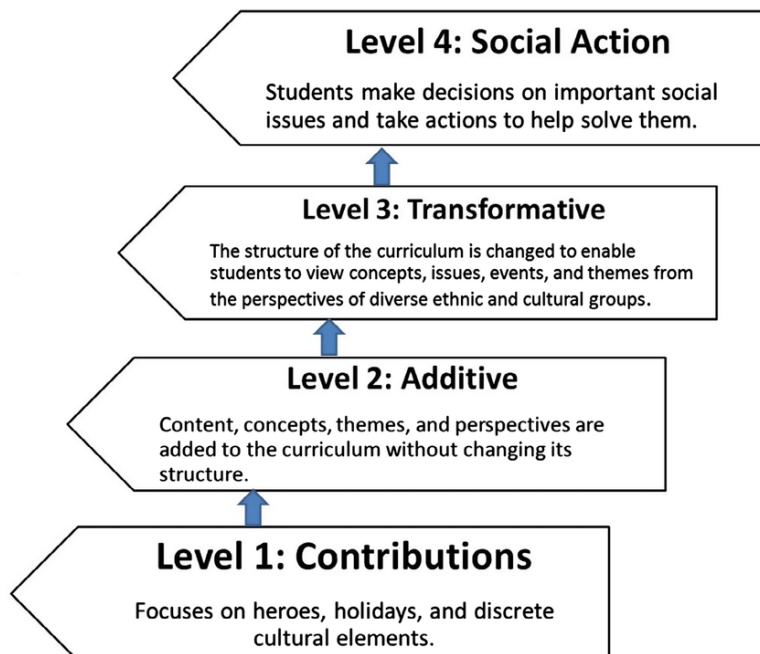 Level 4: Social Action
Students make decisions on important social
issues and take actions to help solve them.
Level 3: Transformative
The structure of the curriculum is changed to enable
students to view concepts, issues, events, and themes from
the perspectives of diverse ethnic and cultural groups.
Level 2: Additive
Content, concepts, themes, and perspectives are
added to the curriculum without changing its
structure.
Level 1: Contributions
Focuses on heroes, holidays, and discrete
cultural elements.